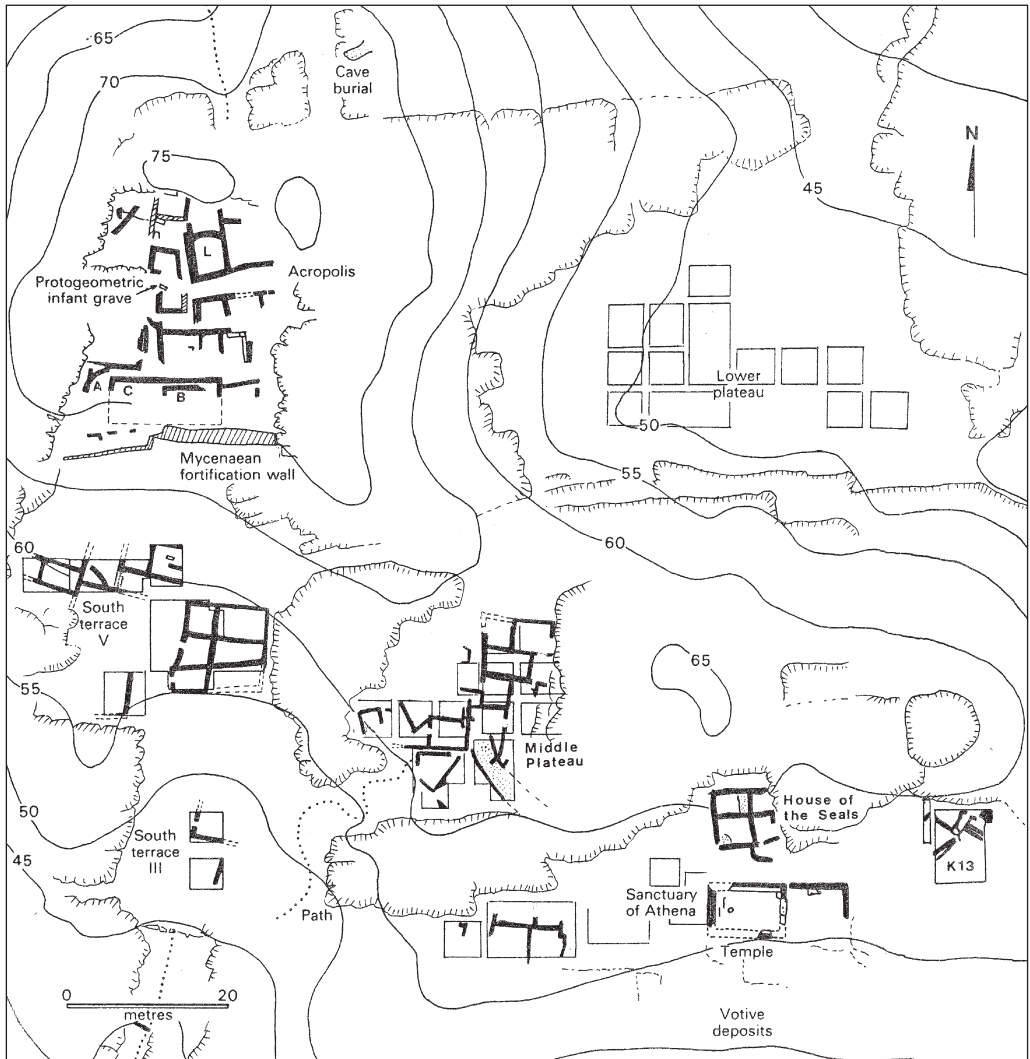 65
70
Cave
burial
N
75
45
L
Acropolis
Protogeometric
infant grave
A
C
B
Lower
plateau
50
Mycenaean
fortification wall
55
60
60
South
terrace
V
65
55
Middle
Plateau
50
House of
the Seals
South
terrace
III
45
K13
Sanctuary
of Athena
Path
Temple
0 20
metres
Votive
deposits